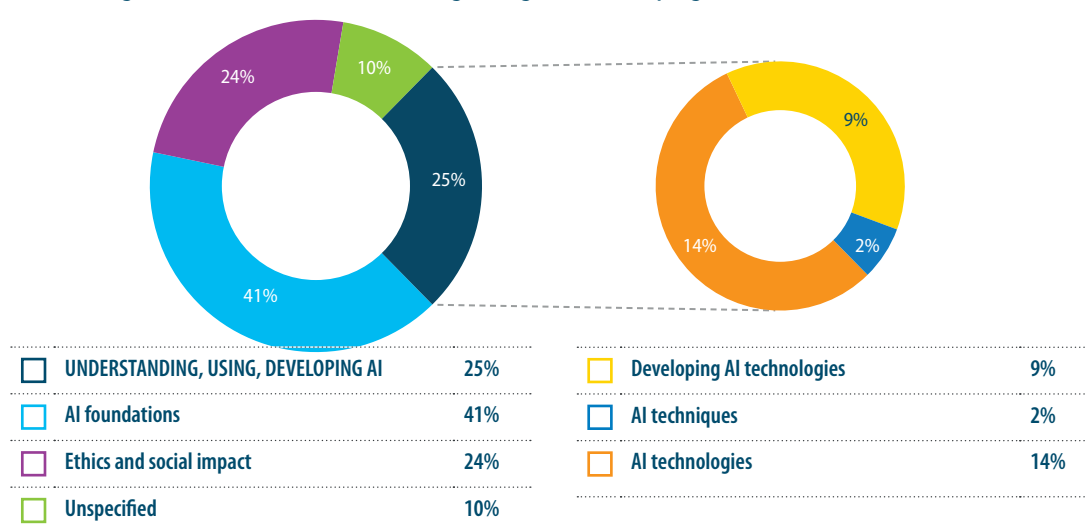 24%
10%
25%
41%
9%
2%
14%
UNDERSTANDING, USING, DEVELOPING AI 25%
AI foundations 41%
Ethics and social impact 24%
Unspecified 10%
Developing AI technologies 9%
AI techniques 2%
AI technologies 14%